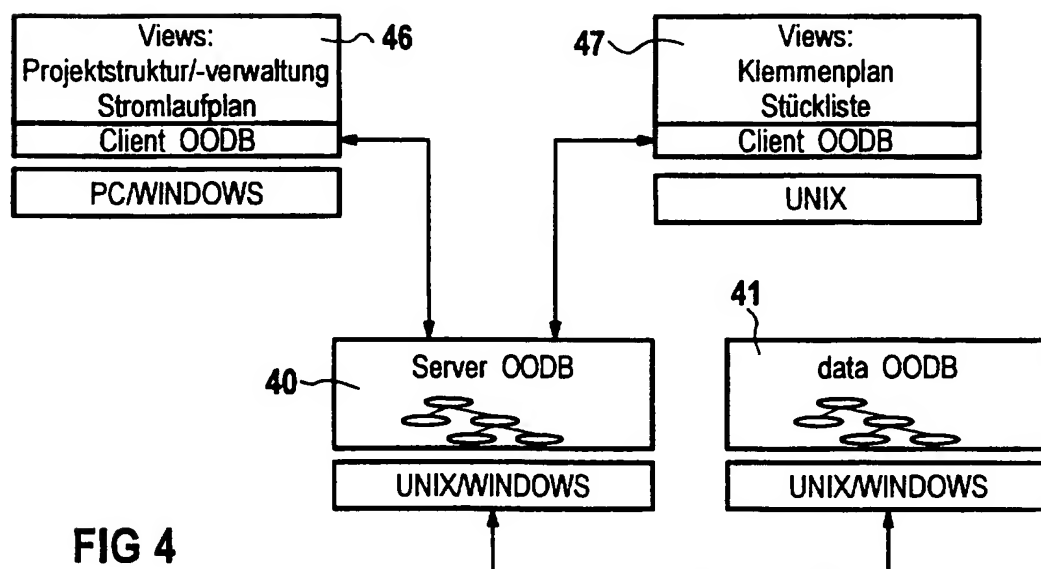 Views:
Projektstruktur/-verwaltung
Stromlaufplan
Client OODB
PC/WINDOWS
46
47
Views:
Klemmenplan
Stückliste
Client OODB
UNIX
40
Server OODB
UNIX/WINDOWS
41
data OODB
UNIX/WINDOWS
FIG 4